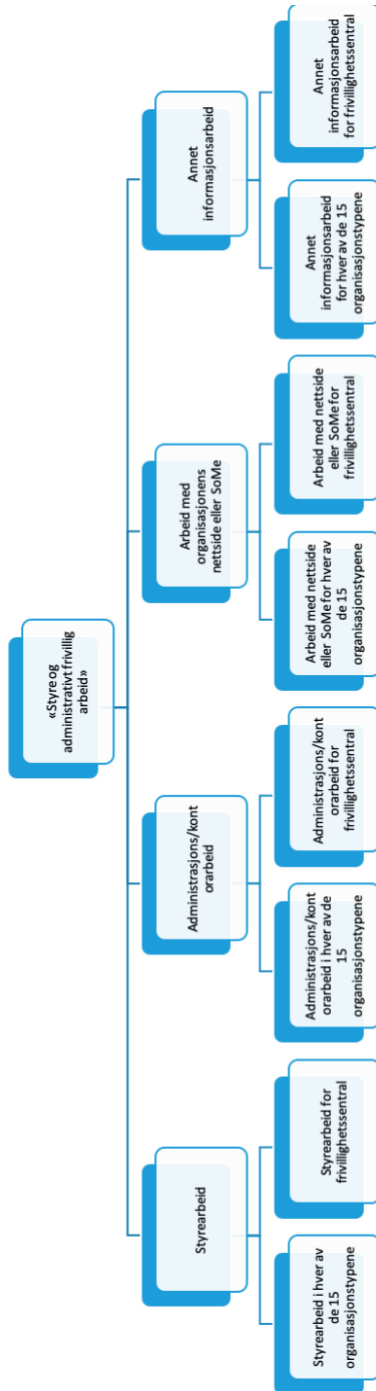 «Styre og
administrativt frivillig
arbeid»
Styrearbeid
Administrasjons/kont
orarbeid
Arbeid med
organisasjonens
nettside eller SoMe
Annet
informasjonsarbeid
Styrearbeid i hver av
de 15
organisasjonstypene
Styrearbeid for
frivillighetssentral
Administrasjons/kont
orarbeid i hver av de
15
organisasjonstypene
Administrasjons/kont
orarbeid for
frivillighetssentral
Arbeid med nettside
eller SoMe for hver av
de 15
organisasjonstypene
Arbeid med nettside
eller SoMe for
frivillighetssentral
Annet
informasjonsarbeid
for hver av de 15
organisasjonstypene
Annet
informasjonsarbeid
for frivillighetssentral